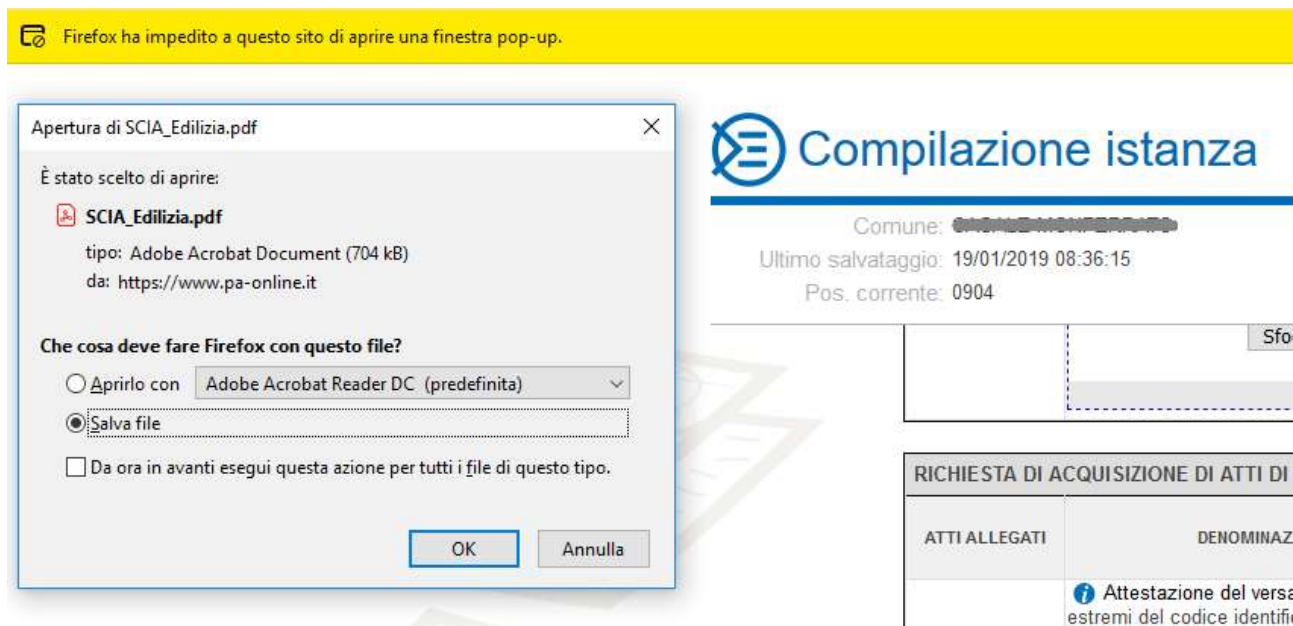 Firefox ha impedito a questo sito di aprire una finestra pop-up.
Apertura di SCIA_Edilizia.pdf
È stato scelto di aprire:
SCIA_Edilizia.pdf
tipo: Adobe Acrobat Document (704 kB)
da: https://www.pa-online.it
Che cosa deve fare Firefox con questo file?
Aprirlo con Adobe Acrobat Reader DC (predefinita)
Salva file
Da ora in avanti esegui questa azione per tutti i file di questo tipo.
OK Annulla
Compilazione istanza
Comune:
Ultimo salvataggio: 19/01/2019 08:36:15
Pos. corrente: 0904
Sfo
RICHIESTA DI ACQUISIZIONE DI ATTI DI
ATTI ALLEGATI DENOMINAZ
Attestazione del versa
estremi del codice identifi